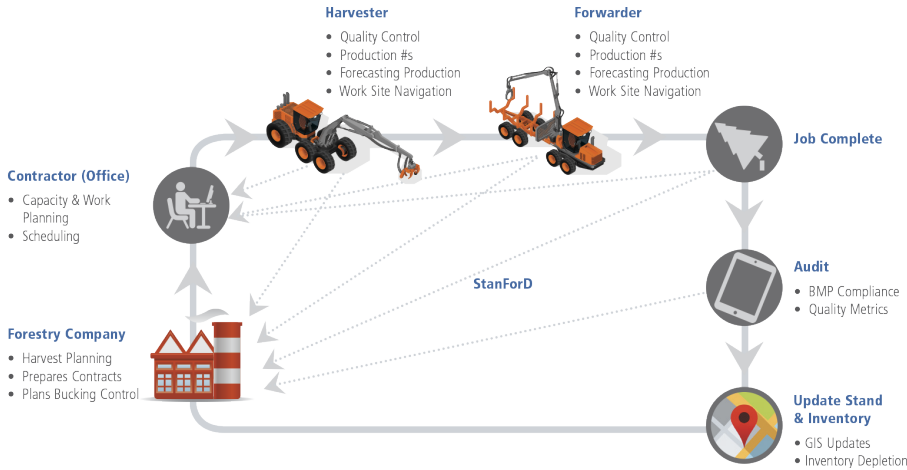 Harvester
• Quality Control
• Production #s
• Forecasting Production
• Work Site Navigation
Forwarder
• Quality Control
• Production #s
• Forecasting Production
• Work Site Navigation
Job Complete
Contractor (Office)
• Capacity & Work
Planning
• Scheduling
StanForD
Audit
• BMP Compliance
• Quality Metrics
Forestry Company
• Harvest Planning
• Prepares Contracts
• Plans Bucking Control
Update Stand
& Inventory
• GIS Updates
• Inventory Depletion